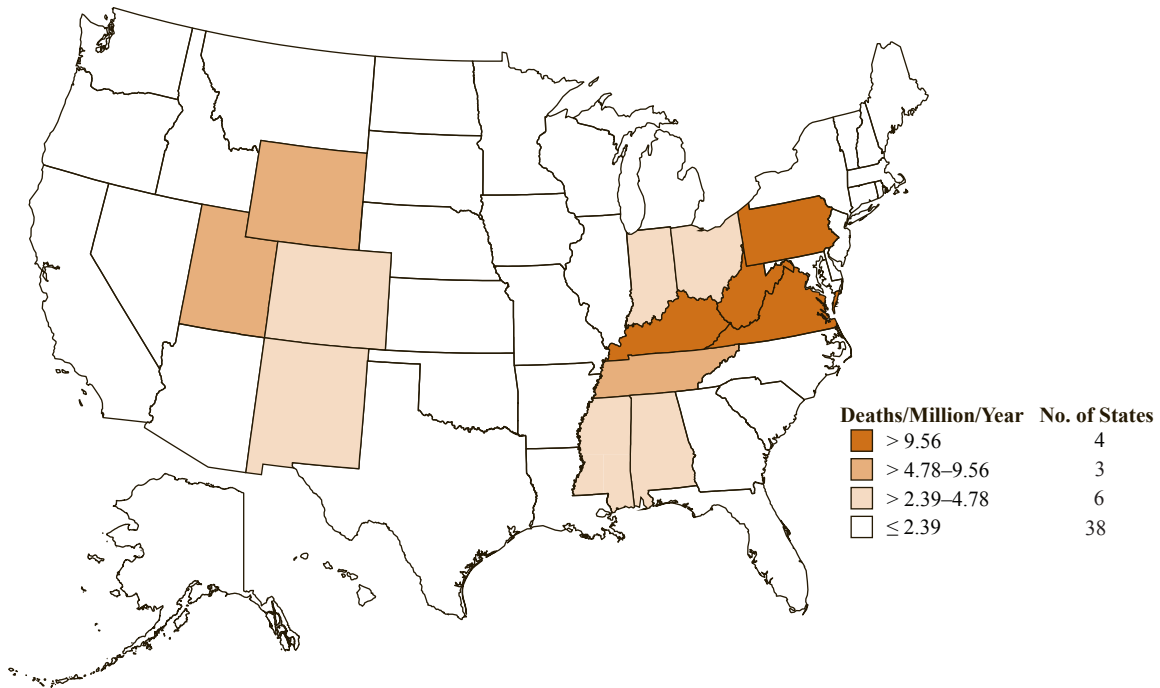 Deaths/Million/Year No. of States
> 9.56 4
> 4.78–9.56 3
> 2.39–4.78 6
≤ 2.39 38